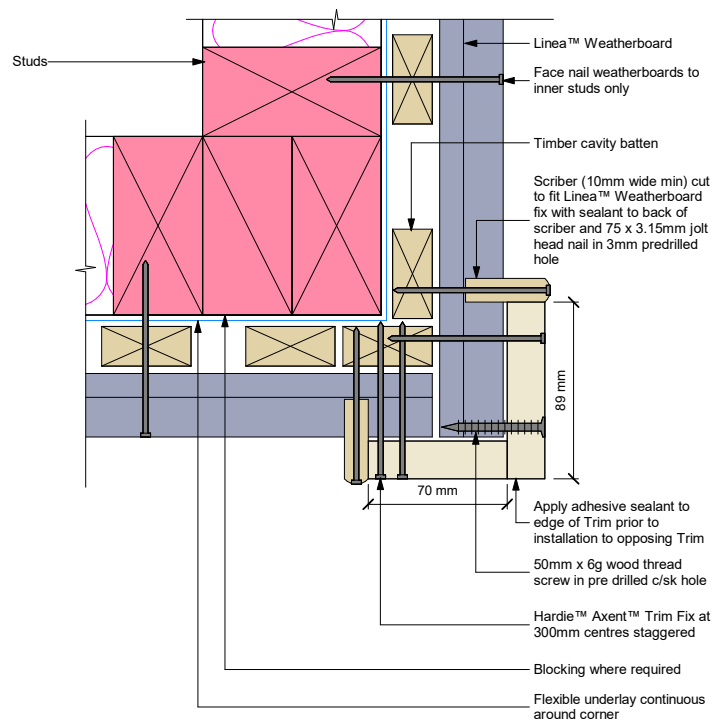 Studs
Linea™ Weatherboard
Face nail weatherboards to
inner studs only
Timber cavity batten
Scriber (10mm wide min) cut
to fit Linea™ Weatherboard
fix with sealant to back of
scriber and 75 x 3.15mm jolt
head nail in 3mm predrilled
hole
89 mm
70 mm
Apply adhesive sealant to
edge of Trim prior to
installation to opposing Trim
50mm x 6g wood thread
screw in pre drilled c/sk hole
Hardie™ Axent™ Trim Fix at
300mm centres staggered
Blocking where required
Flexible underlay continuous
around corner